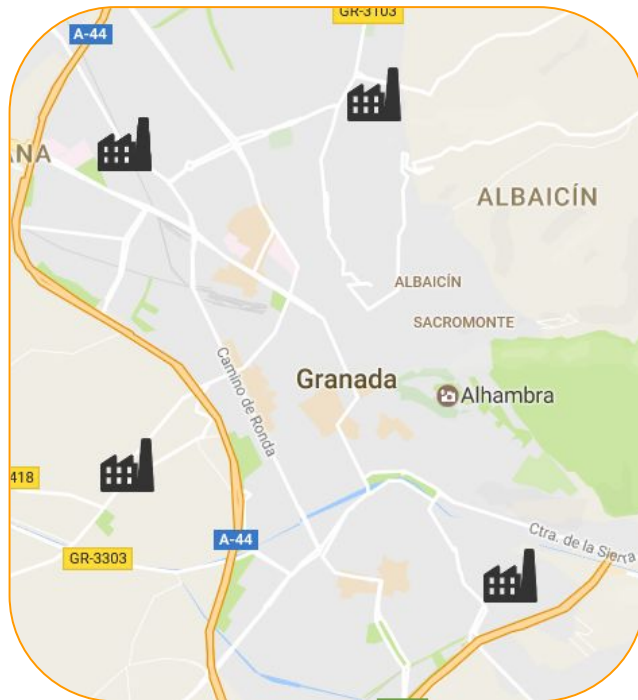 GR-3103
A-44
ANA
ALBAICÍN
ALBAICÍN
SACROMONTE
Camino de Ronda
Granada
Alhambra
418
A-44
Ctra. de la Sierra
GR-3303